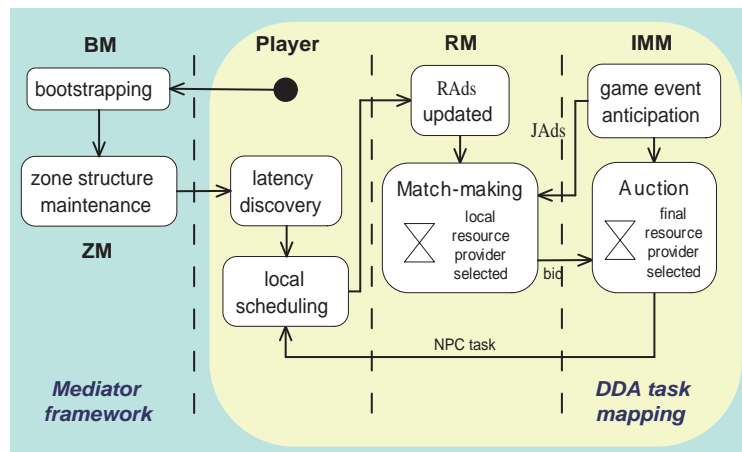 BM
Player
RM
IMM
bootstrapping
RAds
updated
game event
anticipation
JAds
zone structure
maintenance
latency
discovery
Match-making
local
resource
provider
selected
Auction
final
resource
provider
selected
ZM
local
scheduling
bid
NPC task
Mediator
framework
DDA task
mapping